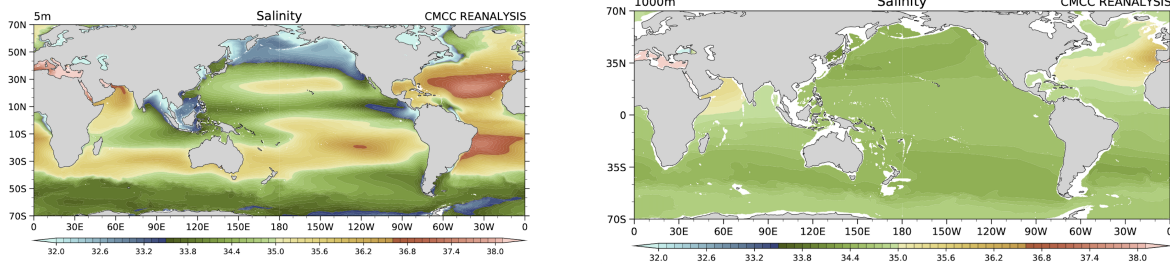 5m Salinity CMCC REANALYSIS
70N
50N
30N
10N
10S
30S
50S
70S
0 30E 60E 90E 120E 150E 180 150W 120W 90W 60W 30W 0
32.0 32.6 33.2 33.8 34.4 35.0 35.6 36.2 36.8 37.4 38.0
1000m Salinity CMCC REANALYSIS
70N
35N
0
35S
70S
0 30E 60E 90E 120E 150E 180 150W 120W 90W 60W 30W 0
32.0 32.6 33.2 33.8 34.4 35.0 35.6 36.2 36.8 37.4 38.0